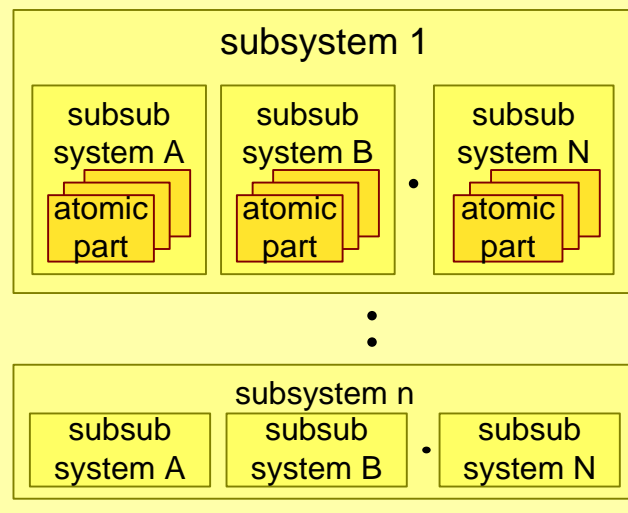 subsystem 1
subsub
system A
atomic
part
subsub
system B
atomic
part
subsub
system N
atomic
part
subsystem n
subsub
system A
subsub
system B
subsub
system N